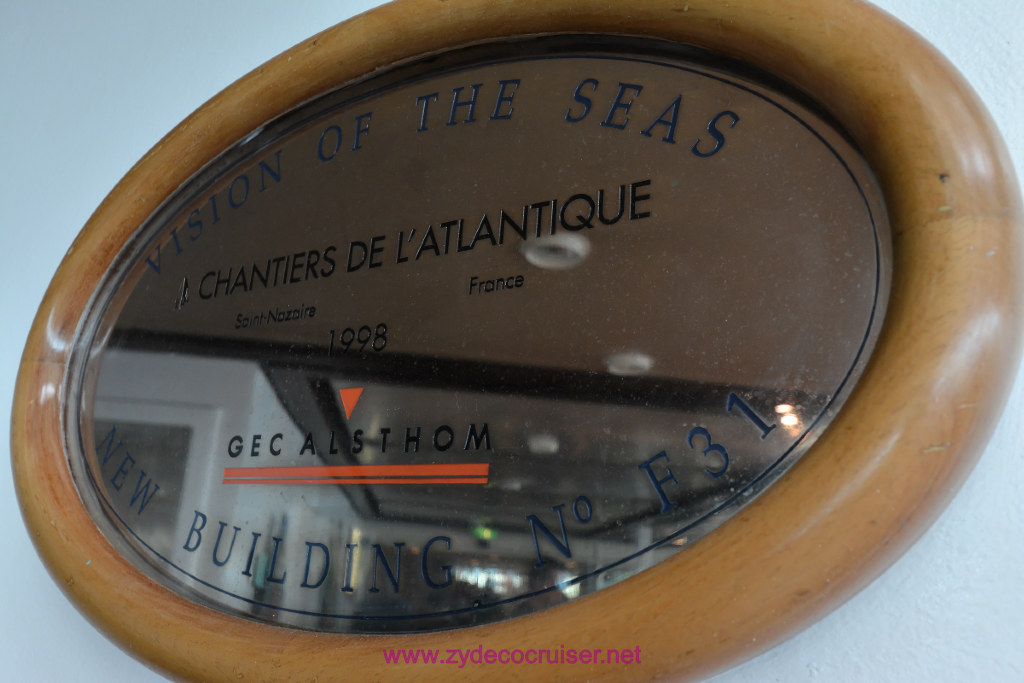 VISION OF THE SEAS
CHANTIERS DE L'ATLANTIQUE
Saint-Nazaire France
1998
GEC ALSTHOM
NEW BUILDING Nº F31
www.zydecocruiser.net